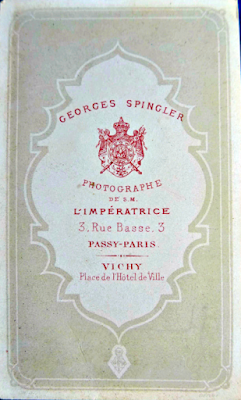 GEORGES SPINGLER
PHOTOGRAPHE
DE S.M.
L'IMPÉRATRICE
3, Rue Basse, 3
PASSY-PARIS
VICHY
Place de l'Hôtel de Ville